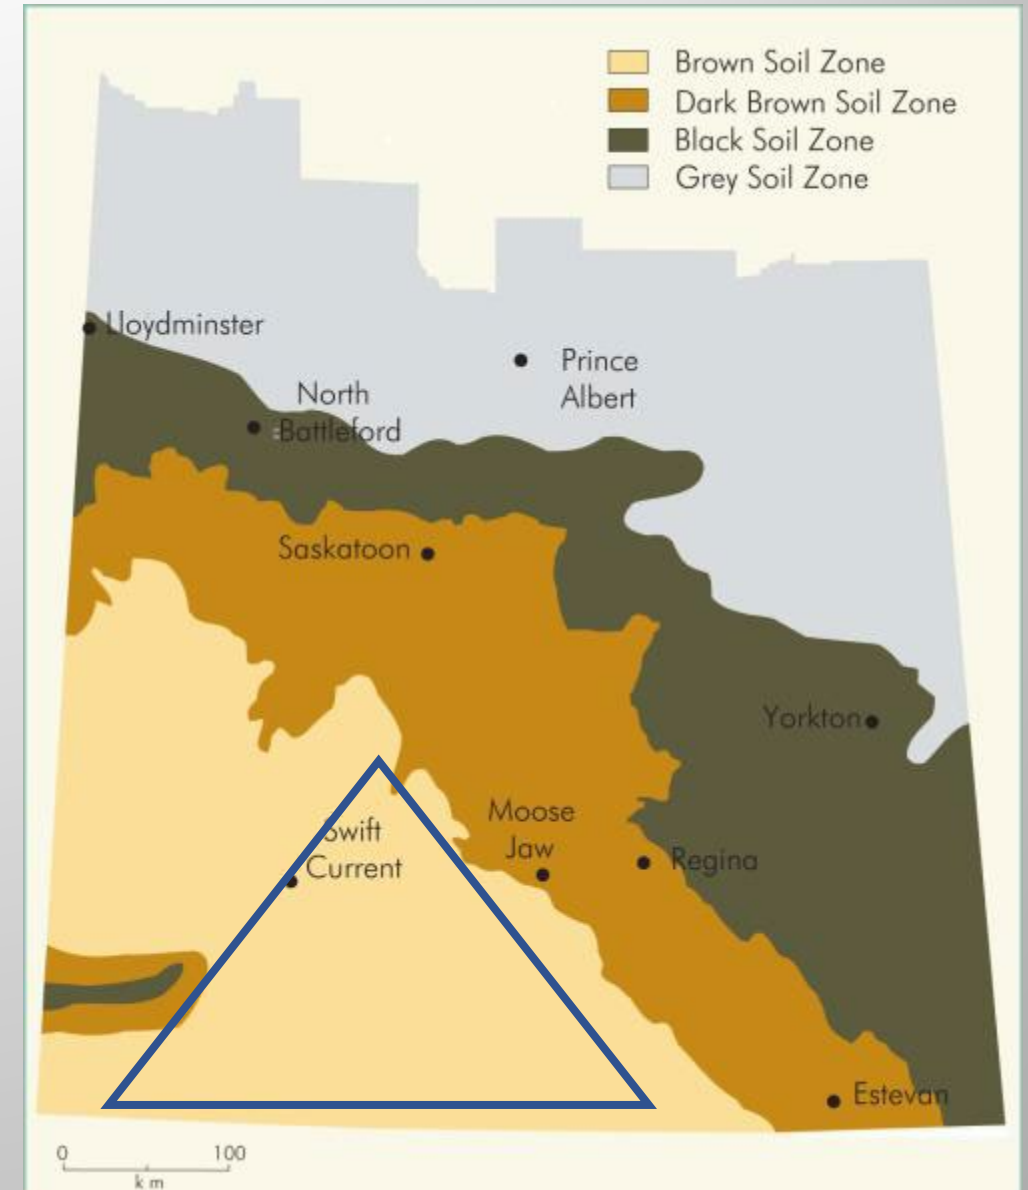 Brown Soil Zone
Dark Brown Soil Zone
Black Soil Zone
Grey Soil Zone
Lloydminster
Prince
Albert
North
Battleford
Saskatoon
Yorkton
Moose
Jaw
Swift
Current
Regina
Estevan
0 100
km